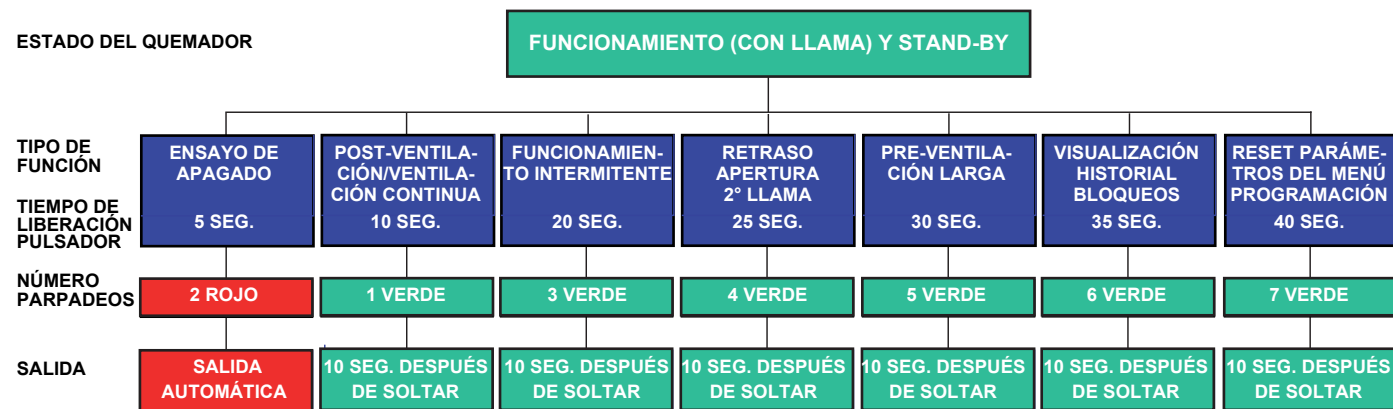 ESTADO DEL QUEMADOR
FUNCIONAMIENTO (CON LLAMA) Y STAND-BY
TIPO DE
FUNCIÓN
ENSAYO DE
APAGADO
POST-VENTILA-
CIÓN/VENTILA-
CIÓN CONTINUA
FUNCIONAMIEN-
TO INTERMITENTE
RETRASO
APERTURA
2° LLAMA
PRE-VENTILA-
CIÓN LARGA
VISUALIZACIÓN
HISTORIAL
BLOQUEOS
RESET PARÁME-
TROS DEL MENÚ
PROGRAMACIÓN
TIEMPO DE
LIBERACIÓN
PULSADOR
5 SEG.
10 SEG.
20 SEG.
25 SEG.
30 SEG.
35 SEG.
40 SEG.
NÚMERO
PARPADEOS
2 ROJO
1 VERDE
3 VERDE
4 VERDE
5 VERDE
6 VERDE
7 VERDE
SALIDA
SALIDA
AUTOMÁTICA
10 SEG. DESPUÉS
DE SOLTAR
10 SEG. DESPUÉS
DE SOLTAR
10 SEG. DESPUÉS
DE SOLTAR
10 SEG. DESPUÉS
DE SOLTAR
10 SEG. DESPUÉS
DE SOLTAR
10 SEG. DESPUÉS
DE SOLTAR